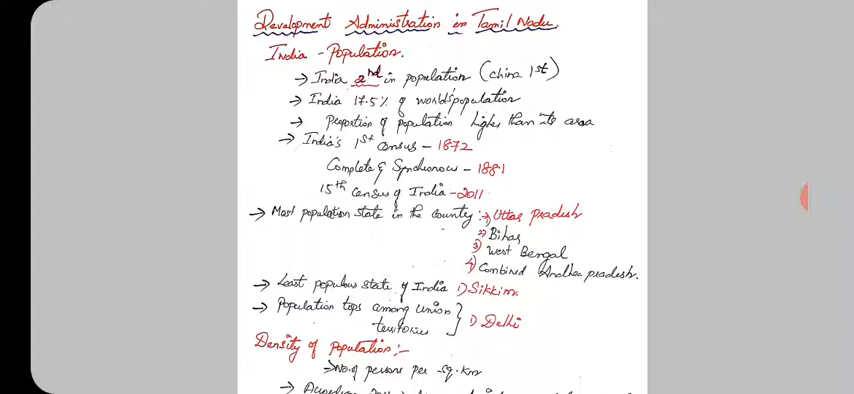 Development Administration in Tamil Nadu
India - Population.
→ India 2nd in population (china 1st)
→ India 17.5% of world's population
→ Proportion of population higher than its area
→ India's 1st Census - 1872
Complete & Synchronous - 1881
15th Census of India - 2011
→ Most population state in the county :→ 1) Uttar Pradesh
2) Bihar
3) West Bengal
4) Combined Andhra pradesh.
→ Least populous state of India 1) Sikkim.
→ Population tops among union
territories } 1) Delhi
Density of population:-
→ No. of persons per sq.km